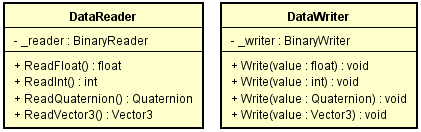 DataReader
- _reader : BinaryReader
+ ReadFloat() : float
+ ReadInt() : int
+ ReadQuaternion() : Quaternion
+ ReadVector3() : Vector3
DataWriter
- _writer : BinaryWriter
+ Write(value : float) : void
+ Write(value : int) : void
+ Write(value : Quaternion) : void
+ Write(value : Vector3) : void